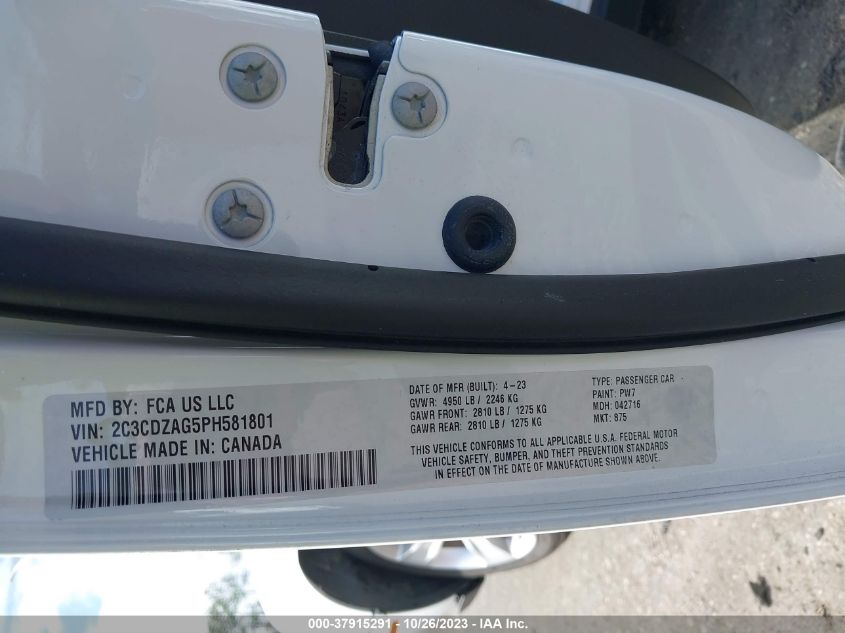 MFD BY: FCA US LLC
VIN: 2C3CDZAG5PH581801
VEHICLE MADE IN: CANADA
DATE OF MFR (BUILT): 4-23
GVWR: 4950 LB / 2246 KG
GAWR FRONT: 2810 LB / 1275 KG
GAWR REAR: 2810 LB / 1275 KG
TYPE: PASSENGER CAR
PAINT: PW7
MDH: 042716
MKT: 875
THIS VEHICLE CONFORMS TO ALL APPLICABLE U.S.A. FEDERAL MOTOR
VEHICLE SAFETY, BUMPER, AND THEFT PREVENTION STANDARDS
IN EFFECT ON THE DATE OF MANUFACTURE SHOWN ABOVE.
000-37915291 - 10/26/2023 - IAA Inc.